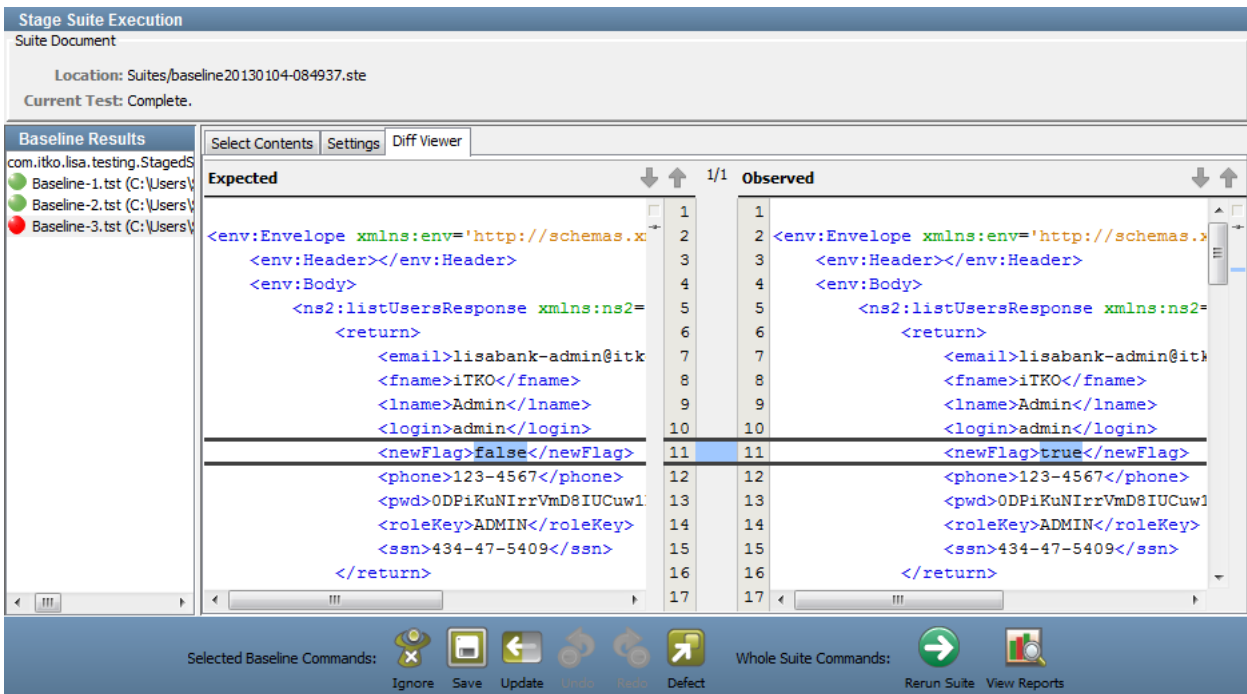 Stage Suite Execution
Suite Document
Location: Suites/baseline20130104-084937.ste
Current Test: Complete.
Baseline Results
com.itko.lisa.testing.StagedS
Baseline-1.tst (C:\Users\
Baseline-2.tst (C:\Users\
Baseline-3.tst (C:\Users\
Select Contents Settings Diff Viewer
Expected 1/1 Observed
1 1
<env:Envelope xmlns:env='http://schemas.x 2 2 <env:Envelope xmlns:env='http://schemas.x
<env:Header></env:Header> 3 3 <env:Header></env:Header>
<env:Body> 4 4 <env:Body>
<ns2:listUsersResponse xmlns:ns2= 5 5 <ns2:listUsersResponse xmlns:ns2=
<return> 6 6 <return>
<email>lisabank-admin@itk 7 7 <email>lisabank-admin@itk
<fname>iTKO</fname> 8 8 <fname>iTKO</fname>
<lname>Admin</lname> 9 9 <lname>Admin</lname>
<login>admin</login> 10 10 <login>admin</login>
<newFlag>false</newFlag> 11 11 <newFlag>true</newFlag>
<phone>123-4567</phone> 12 12 <phone>123-4567</phone>
<pwd>0DPiKuNIrrVmD8IUCuw1 13 13 <pwd>0DPiKuNIrrVmD8IUCuw1
<roleKey>ADMIN</roleKey> 14 14 <roleKey>ADMIN</roleKey>
<ssn>434-47-5409</ssn> 15 15 <ssn>434-47-5409</ssn>
</return> 16 16 </return>
17 17
Selected Baseline Commands: Ignore Save Update Undo Redo Defect Whole Suite Commands: Rerun Suite View Reports